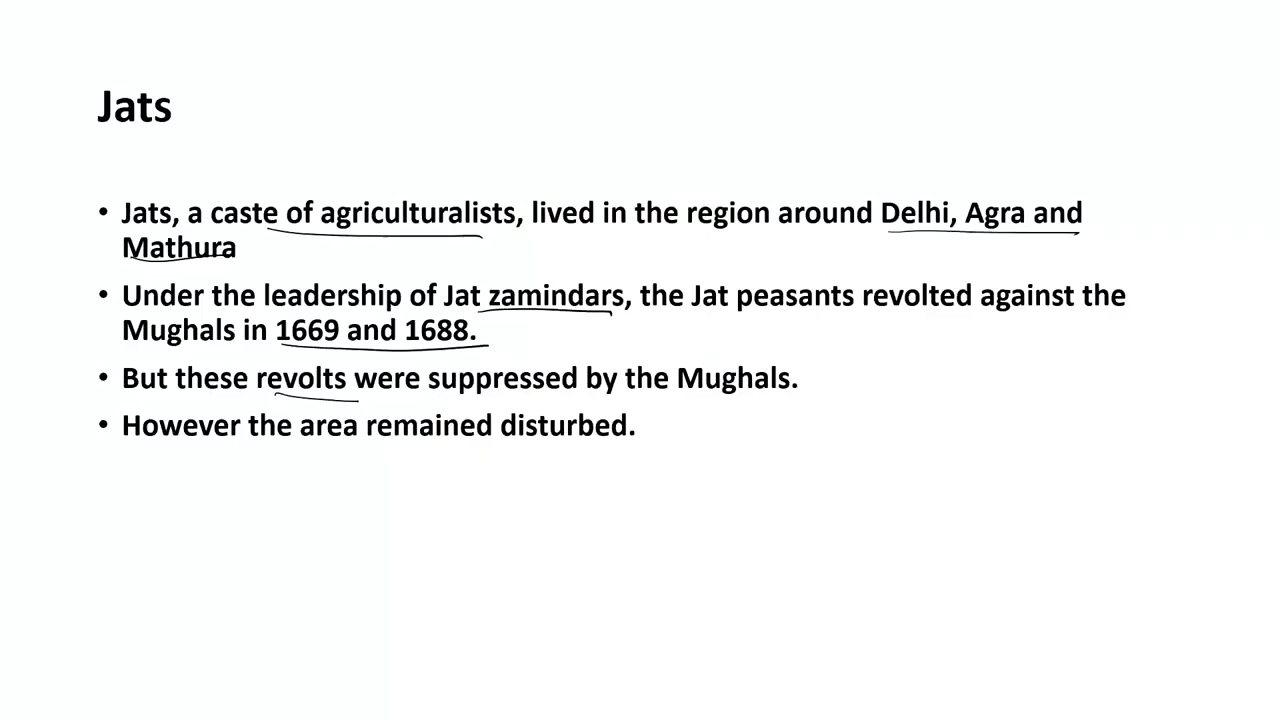 Jats
• Jats, a caste of agriculturalists, lived in the region around Delhi, Agra and
Mathura
• Under the leadership of Jat zamindars, the Jat peasants revolted against the
Mughals in 1669 and 1688.
• But these revolts were suppressed by the Mughals.
• However the area remained disturbed.